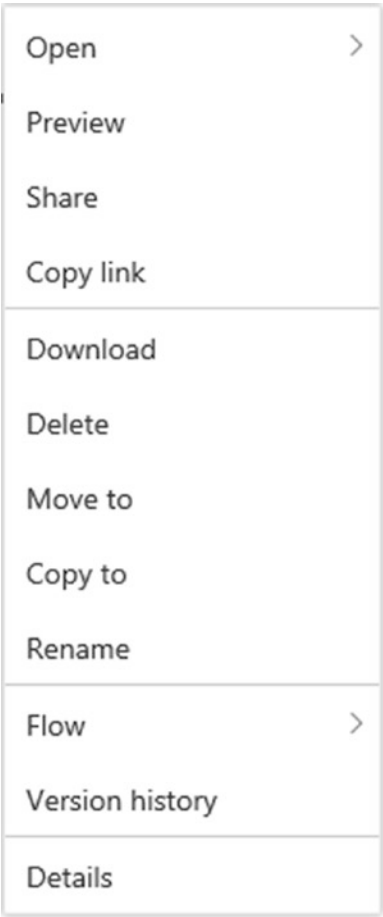 Open
Preview
Share
Copy link
Download
Delete
Move to
Copy to
Rename
Flow
Version history
Details